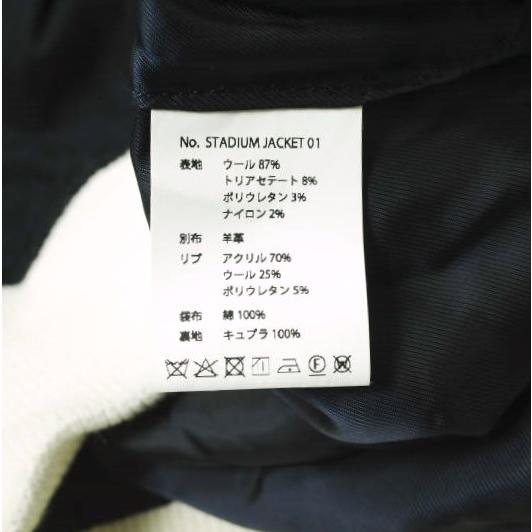 No. STADIUM JACKET 01
表地 ウール 87%
トリアセテート 8%
ポリウレタン 3%
ナイロン 2%
別布 羊革
リブ アクリル 70%
ウール 25%
ポリウレタン 5%
袋布 綿 100%
裏地 キュプラ 100%
F W